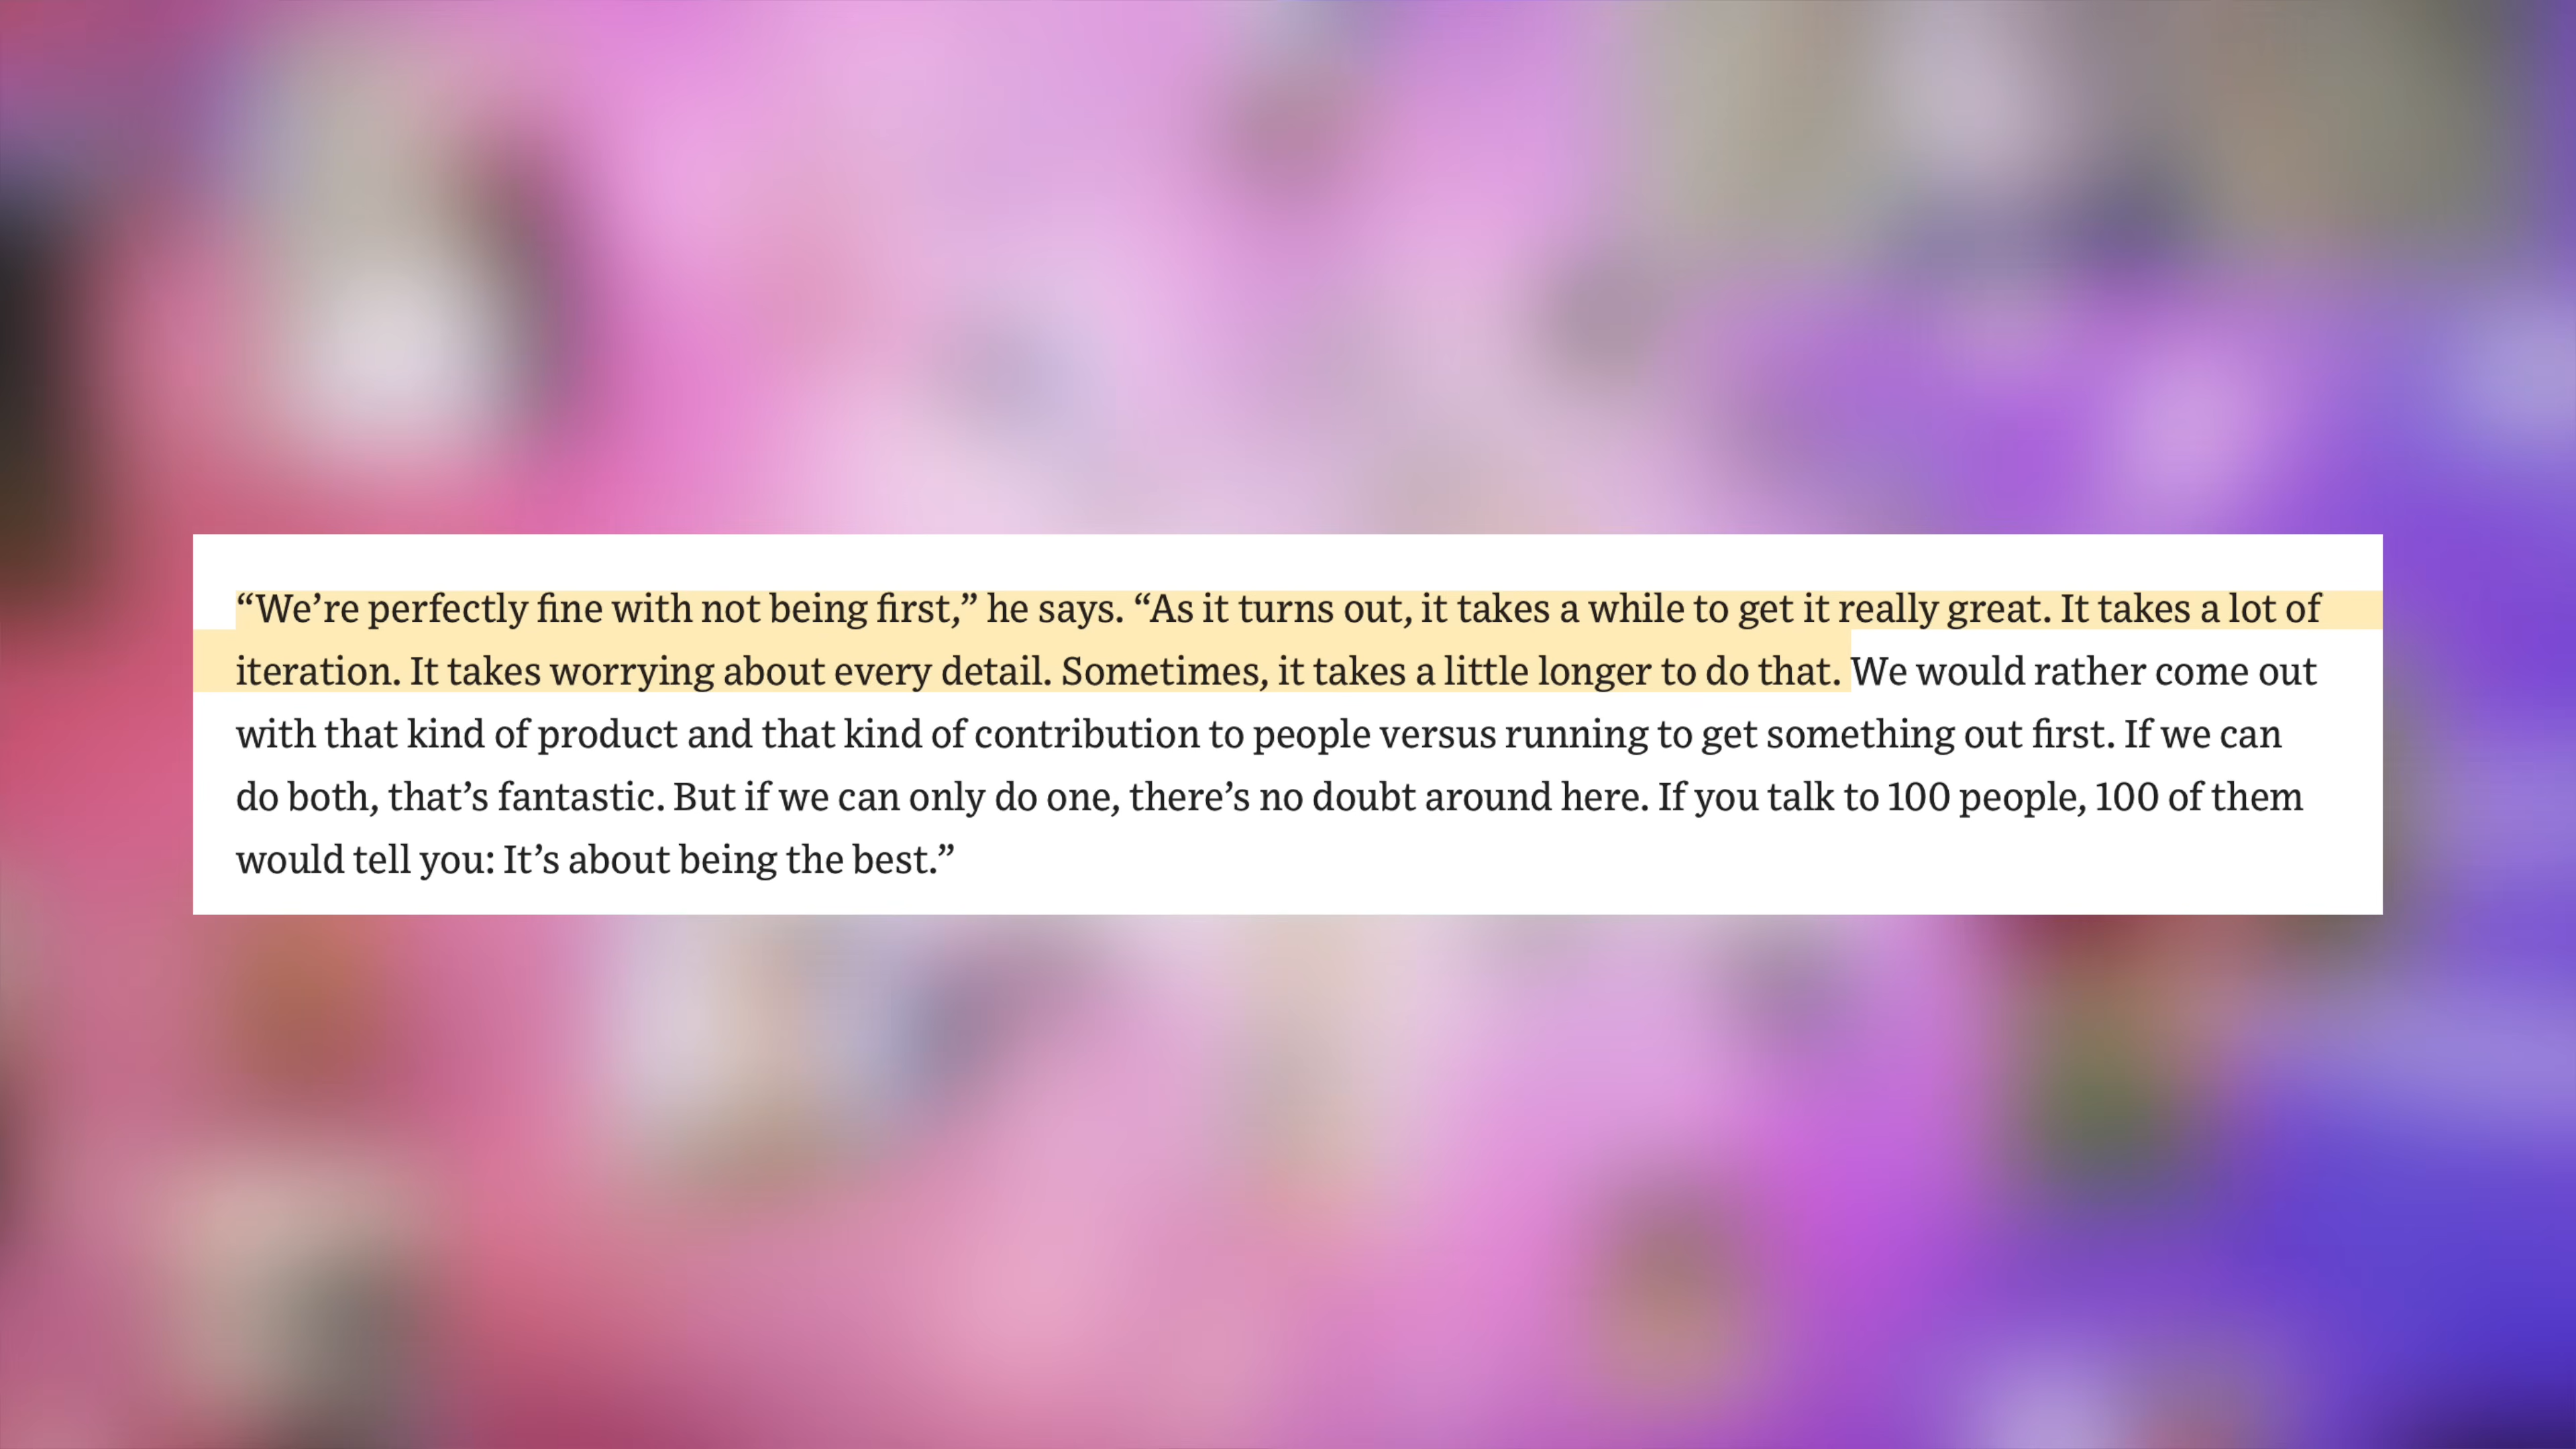 “We’re perfectly fine with not being first,” he says. “As it turns out, it takes a while to get it really great. It takes a lot of
iteration. It takes worrying about every detail. Sometimes, it takes a little longer to do that. We would rather come out
with that kind of product and that kind of contribution to people versus running to get something out first. If we can
do both, that’s fantastic. But if we can only do one, there’s no doubt around here. If you talk to 100 people, 100 of them
would tell you: It’s about being the best.”